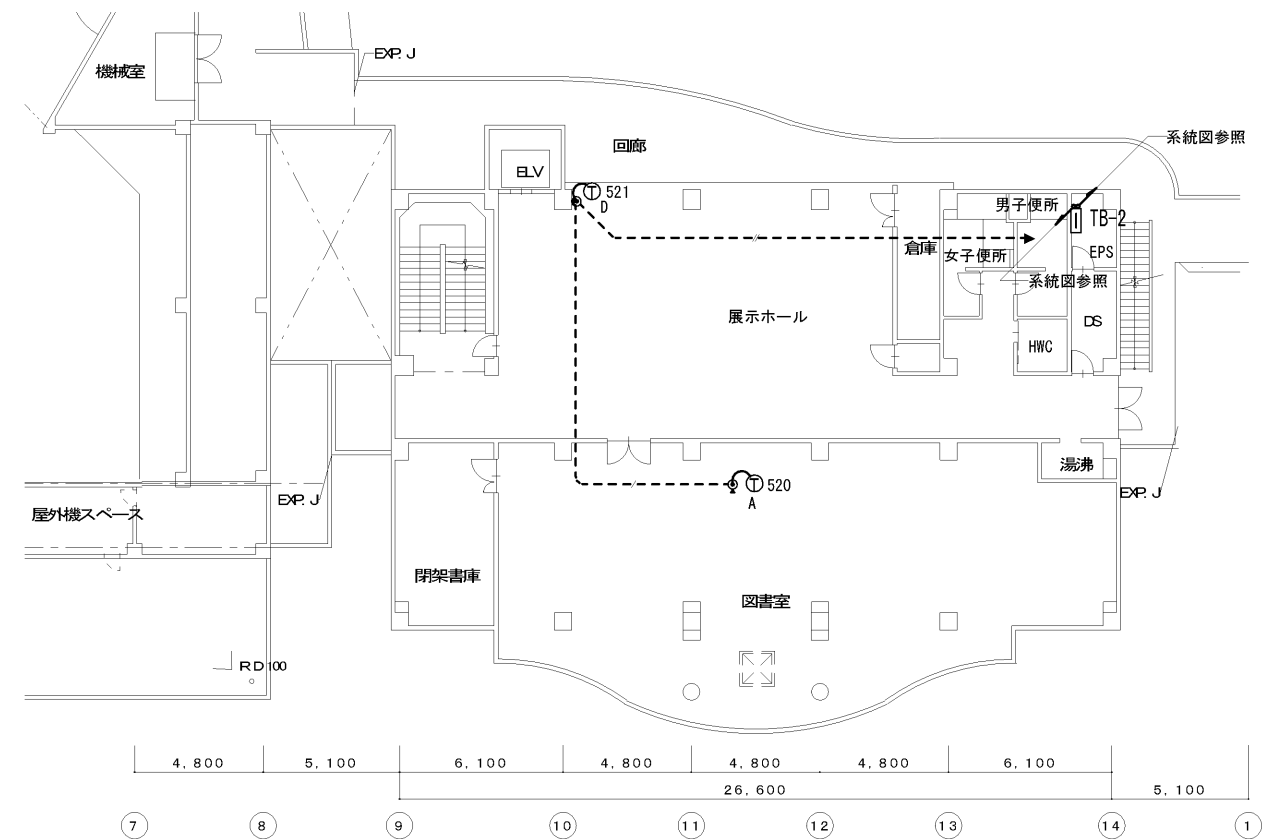 EXP. J
機械室
系統図参照
回廊
ELV
T 521
D
男子便所
TB-2
倉庫
女子便所
EPS
系統図参照
展示ホール
DS
HWC
湯沸
T 520
A
EXP. J
EXP. J
屋外機スペース
閉架書庫
図書室
RD100
4,800 5,100 6,100 4,800 4,800 4,800 6,100
26,600 5,100
7 8 9 10 11 12 13 14 1